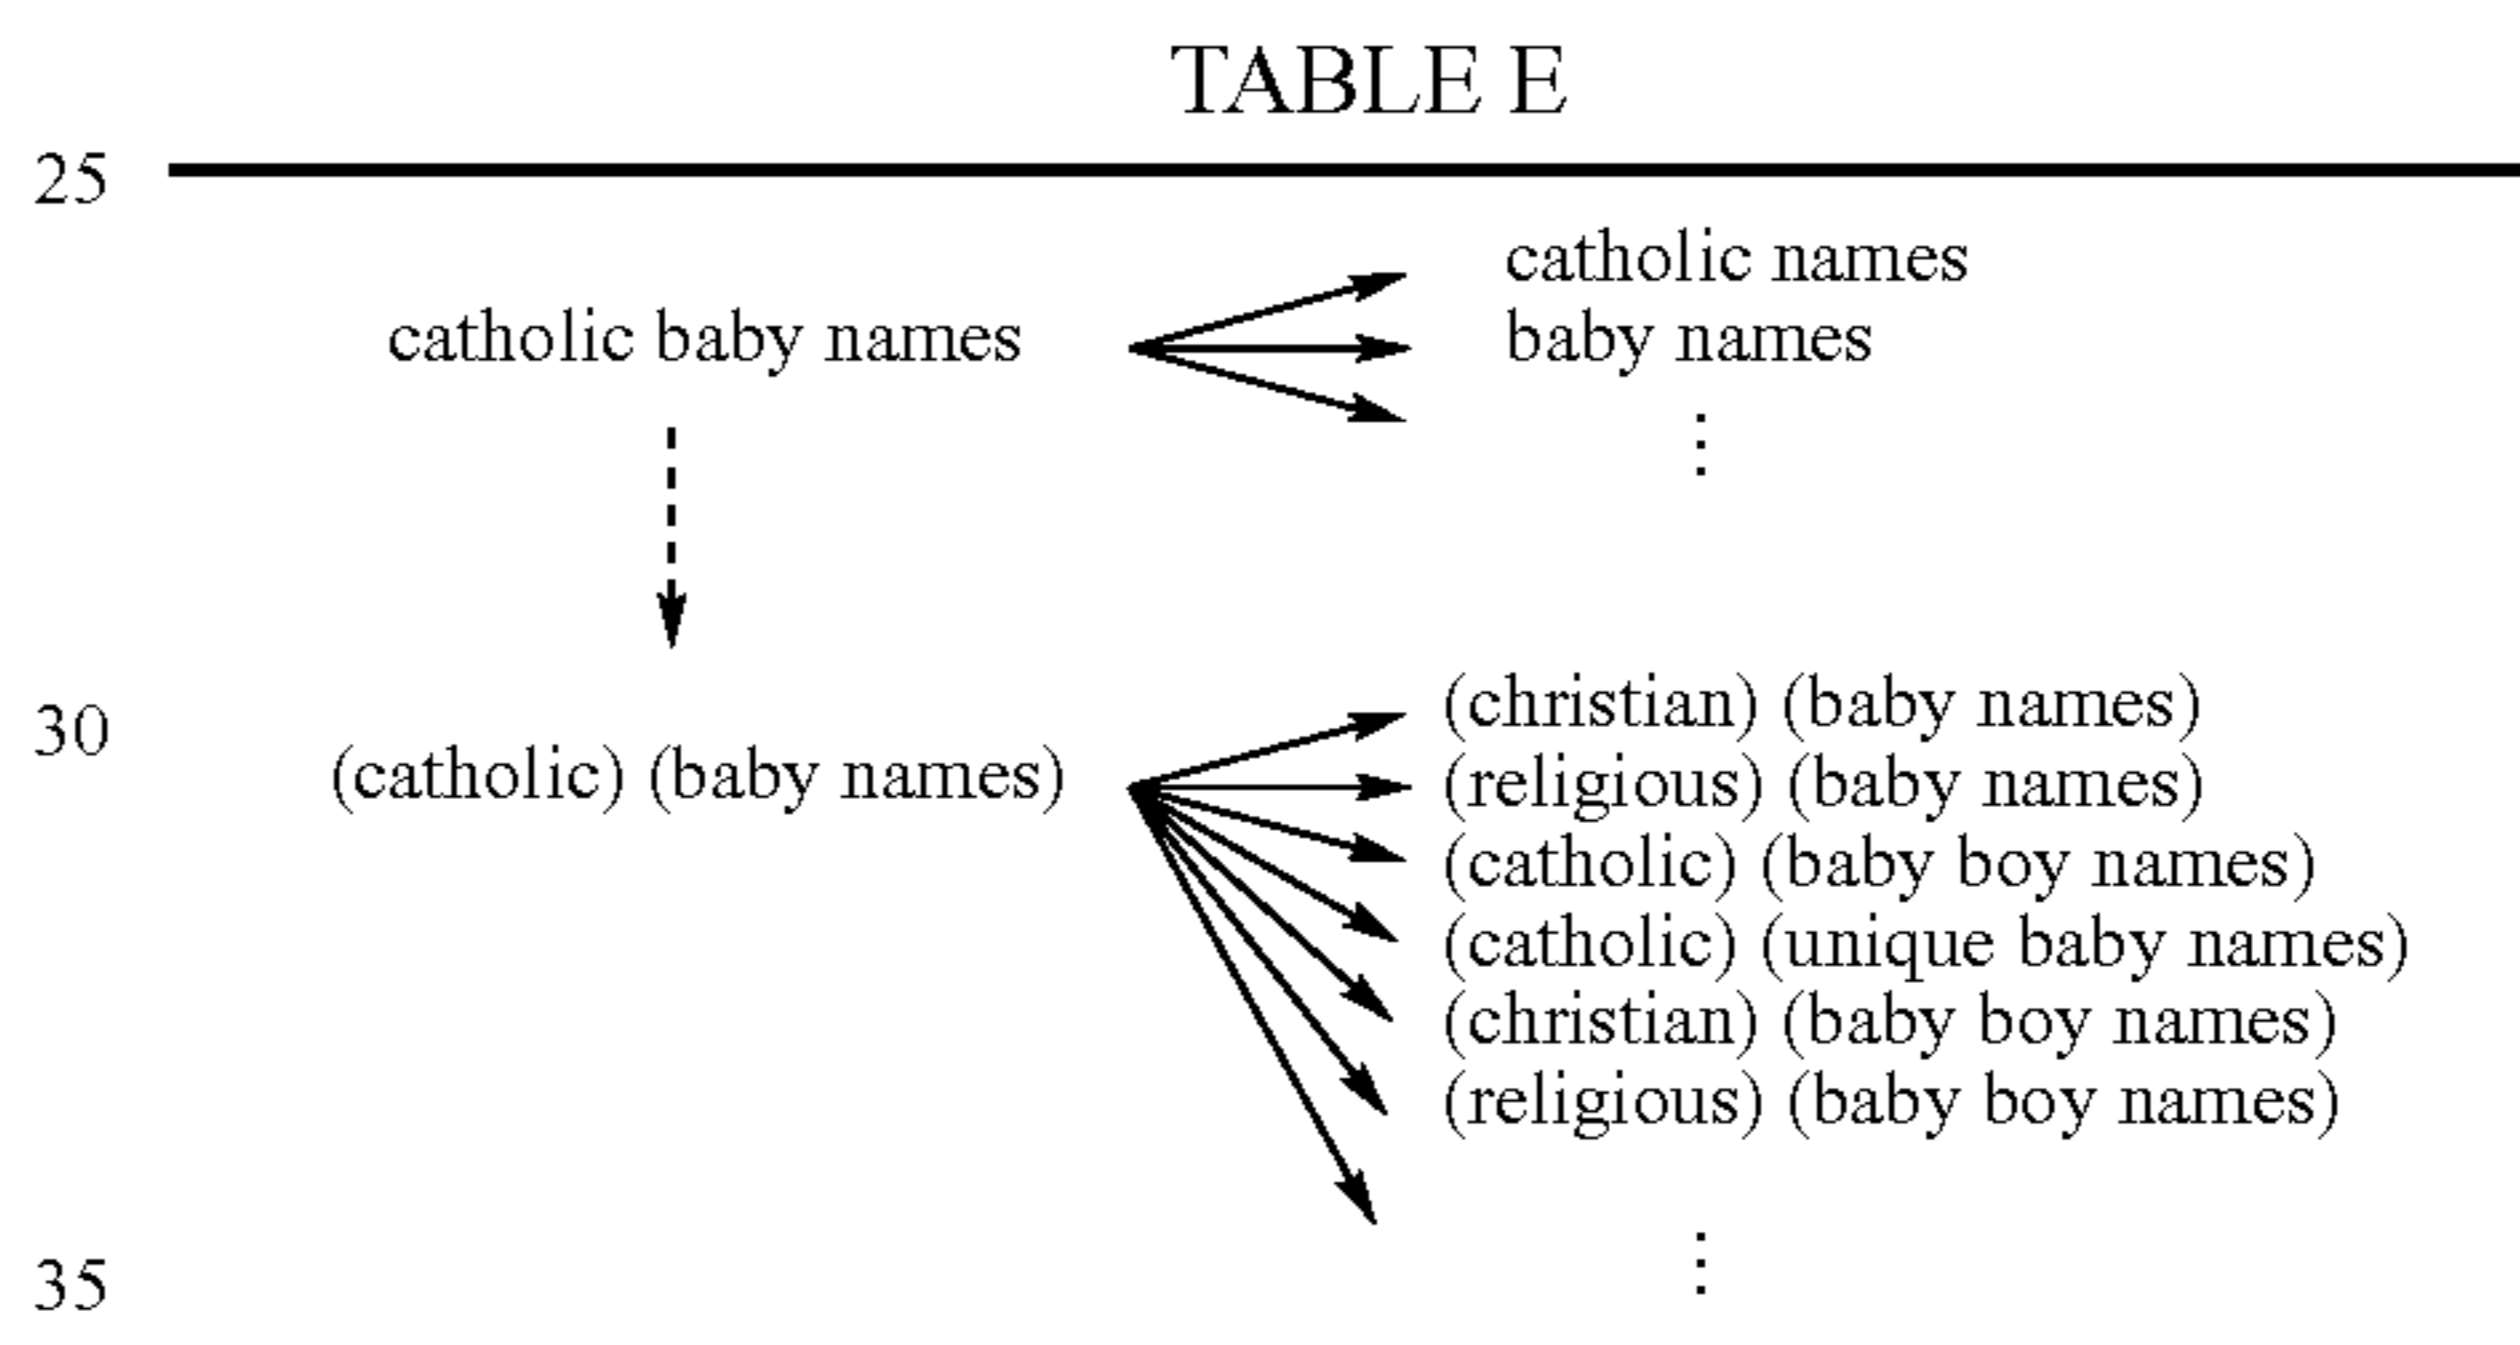 TABLE E
25
catholic names
catholic baby names baby names
⋮
30 (christian) (baby names)
(catholic) (baby names) (religious) (baby names)
(catholic) (baby boy names)
(catholic) (unique baby names)
(christian) (baby boy names)
(religious) (baby boy names)
⋮
35